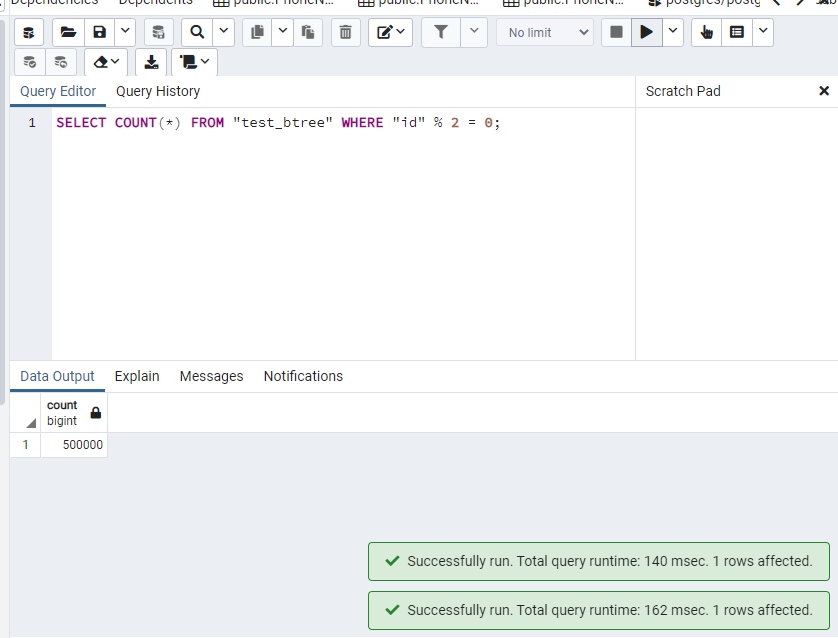 Dependencies Dependents public.PhoneN... public.PhoneN... public.PhoneN... postgres/postg
No limit
Query Editor Query History Scratch Pad
1 SELECT COUNT(*) FROM "test_btree" WHERE "id" % 2 = 0;
Data Output Explain Messages Notifications
count
bigint
1 500000
Successfully run. Total query runtime: 140 msec. 1 rows affected.
Successfully run. Total query runtime: 162 msec. 1 rows affected.